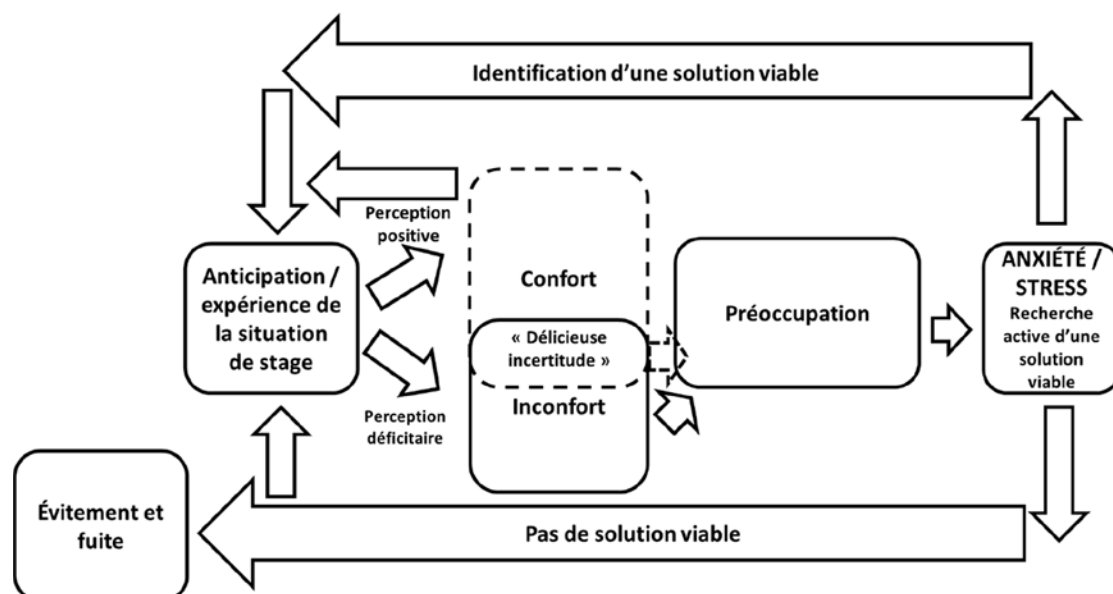 Identification d'une solution viable
Perception
positive
Anticipation /
expérience de
la situation
de stage
Confort
« Délicieuse
incertitude »
Inconfort
Perception
déficitaire
Préoccupation
ANXIÉTÉ /
STRESS
Recherche
active d'une
solution
viable
Évitement et
fuite
Pas de solution viable